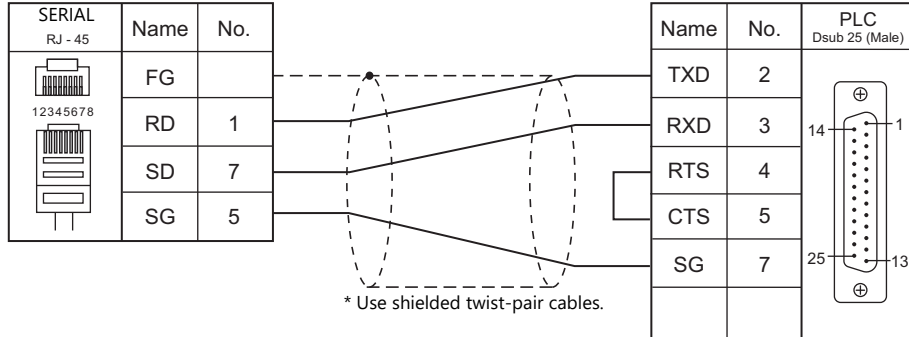 SERIAL
RJ - 45
Name
No.
FG
RD
1
SD
7
SG
5
12345678
Name
No.
PLC
Dsub 25 (Male)
TXD
2
RXD
3
RTS
4
CTS
5
SG
7
14
1
25
13
* Use shielded twist-pair cables.